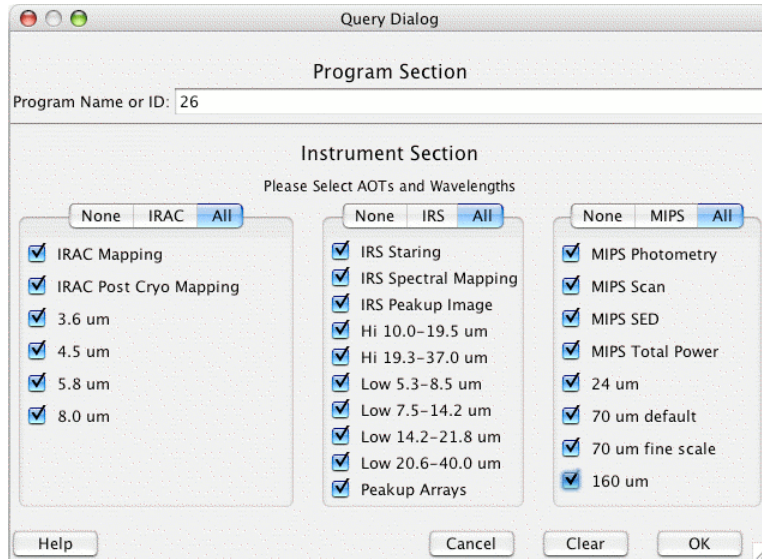 Query Dialog
Program Section
Program Name or ID: 26
Instrument Section
Please Select AOTs and Wavelengths
None IRAC All
IRAC Mapping
IRAC Post Cryo Mapping
3.6 um
4.5 um
5.8 um
8.0 um
None IRS All
IRS Staring
IRS Spectral Mapping
IRS Peakup Image
Hi 10.0-19.5 um
Hi 19.3-37.0 um
Low 5.3-8.5 um
Low 7.5-14.2 um
Low 14.2-21.8 um
Low 20.6-40.0 um
Peakup Arrays
None MIPS All
MIPS Photometry
MIPS Scan
MIPS SED
MIPS Total Power
24 um
70 um default
70 um fine scale
160 um
Help Cancel Clear OK